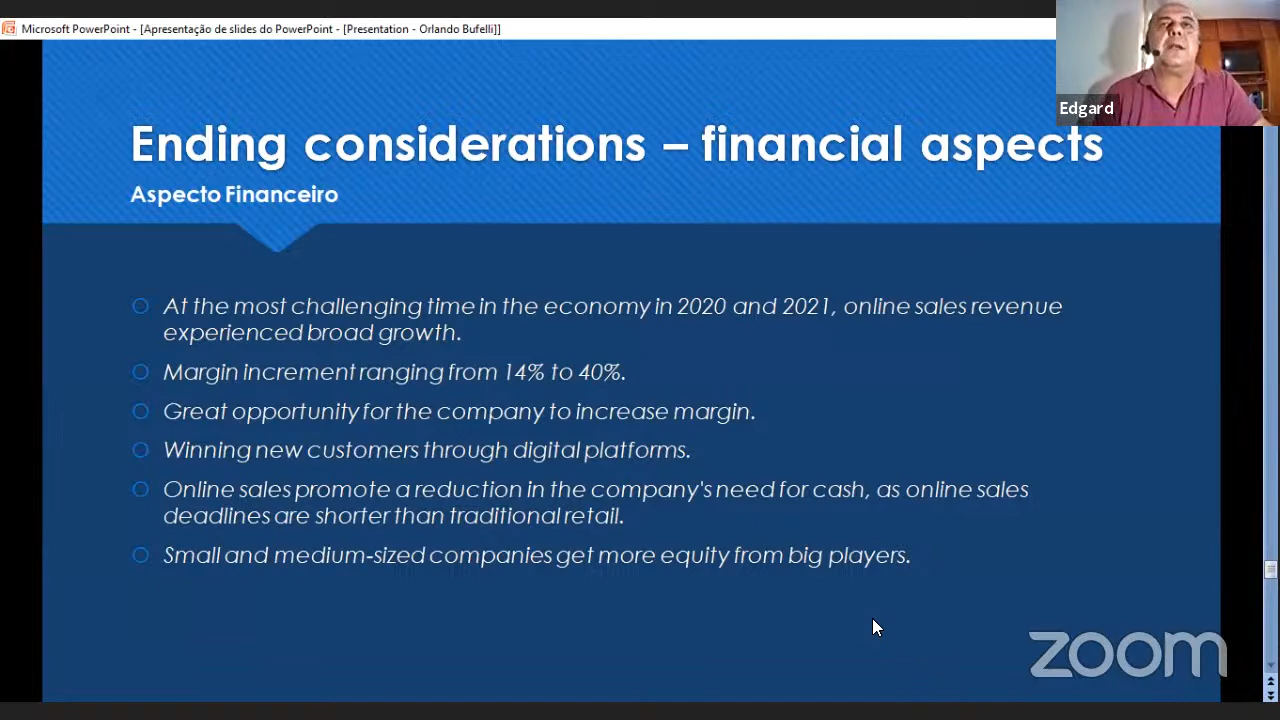 Microsoft PowerPoint - [Apresentação de slides do PowerPoint - [Presentation - Orlando Bufelli]]
Edgard
Ending considerations – financial aspects
Aspecto Financeiro
At the most challenging time in the economy in 2020 and 2021, online sales revenue
experienced broad growth.
Margin increment ranging from 14% to 40%.
Great opportunity for the company to increase margin.
Winning new customers through digital platforms.
Online sales promote a reduction in the company's need for cash, as online sales
deadlines are shorter than traditional retail.
Small and medium-sized companies get more equity from big players.
zoom